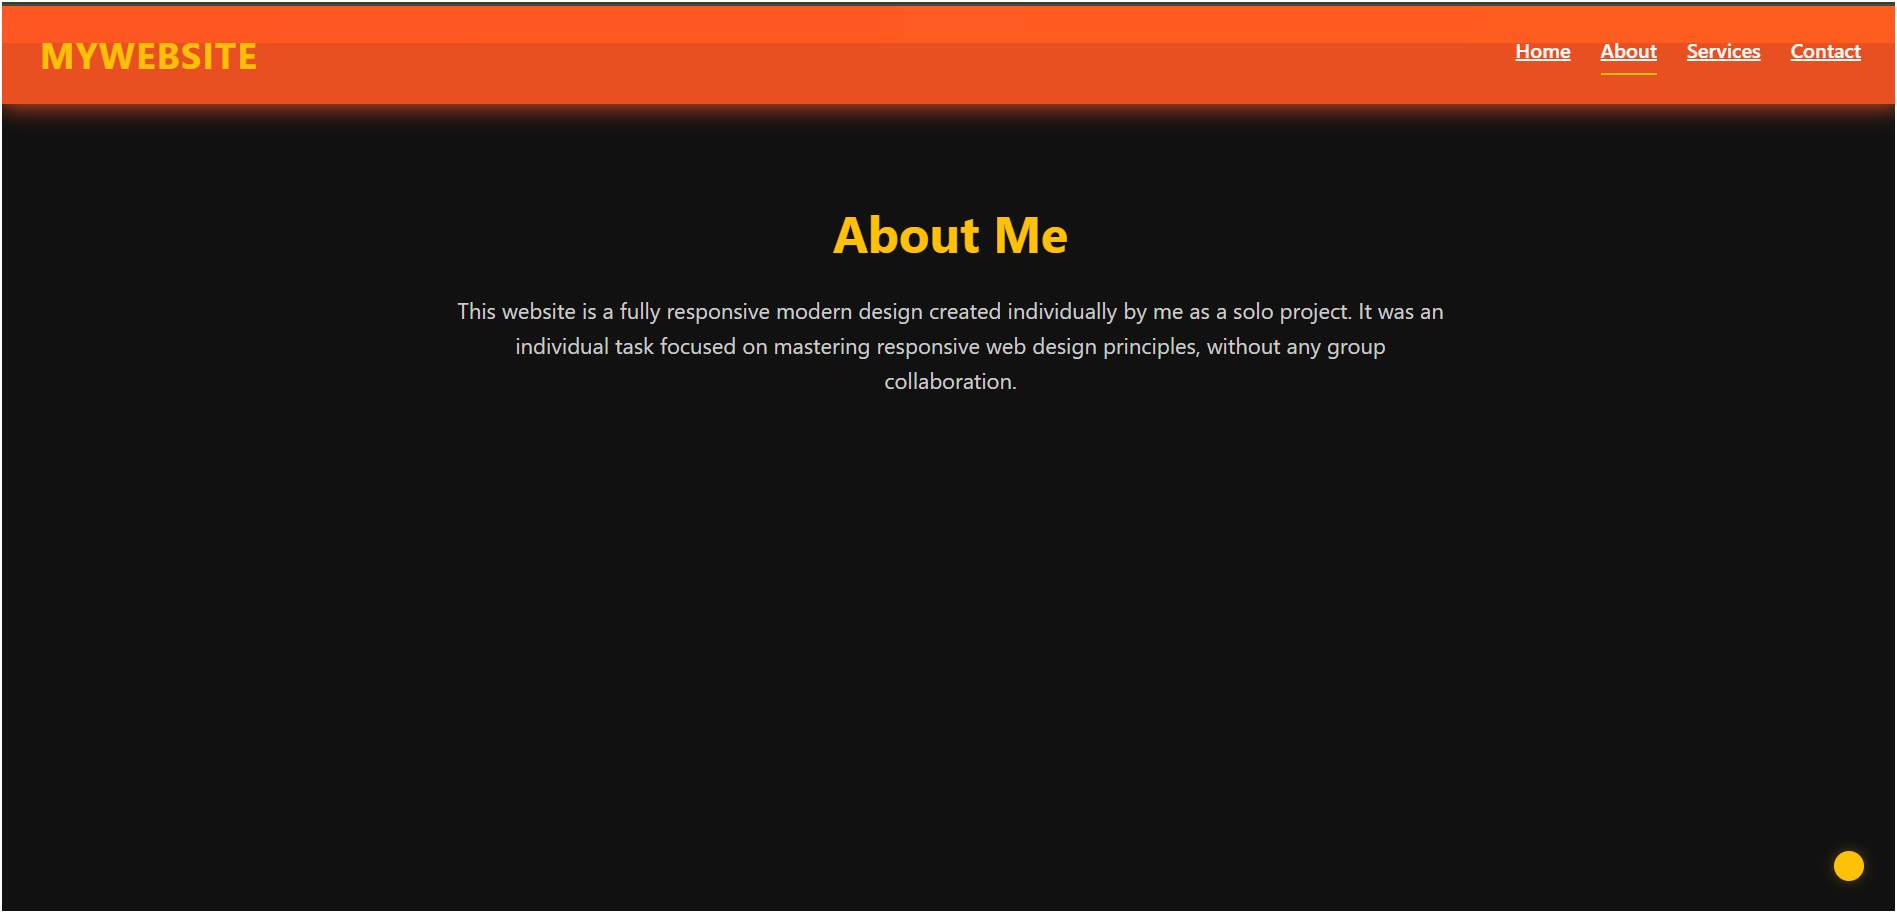 MYWEBSITE
Home About Services Contact
About Me
This website is a fully responsive modern design created individually by me as a solo project. It was an
individual task focused on mastering responsive web design principles, without any group
collaboration.